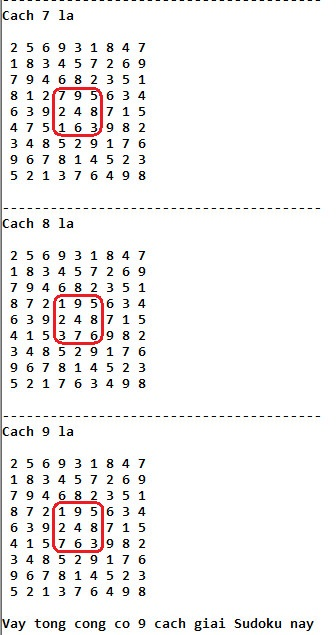 Cach 7 la
2 5 6 9 3 1 8 4 7
1 8 3 4 5 7 2 6 9
7 9 4 6 8 2 3 5 1
8 1 2 7 9 5 6 3 4
6 3 9 2 4 8 7 1 5
4 7 5 1 6 3 9 8 2
3 4 8 5 2 9 1 7 6
9 6 7 8 1 4 5 2 3
5 2 1 3 7 6 4 9 8
--------------------------------------
Cach 8 la
2 5 6 9 3 1 8 4 7
1 8 3 4 5 7 2 6 9
7 9 4 6 8 2 3 5 1
8 7 2 1 9 5 6 3 4
6 3 9 2 4 8 7 1 5
4 1 5 3 7 6 9 8 2
3 4 8 5 2 9 1 7 6
9 6 7 8 1 4 5 2 3
5 2 1 7 6 3 4 9 8
--------------------------------------
Cach 9 la
2 5 6 9 3 1 8 4 7
1 8 3 4 5 7 2 6 9
7 9 4 6 8 2 3 5 1
8 7 2 1 9 5 6 3 4
6 3 9 2 4 8 7 1 5
4 1 5 7 6 3 9 8 2
3 4 8 5 2 9 1 7 6
9 6 7 8 1 4 5 2 3
5 2 1 3 7 6 4 9 8
Vay tong cong co 9 cach giai Sudoku nay